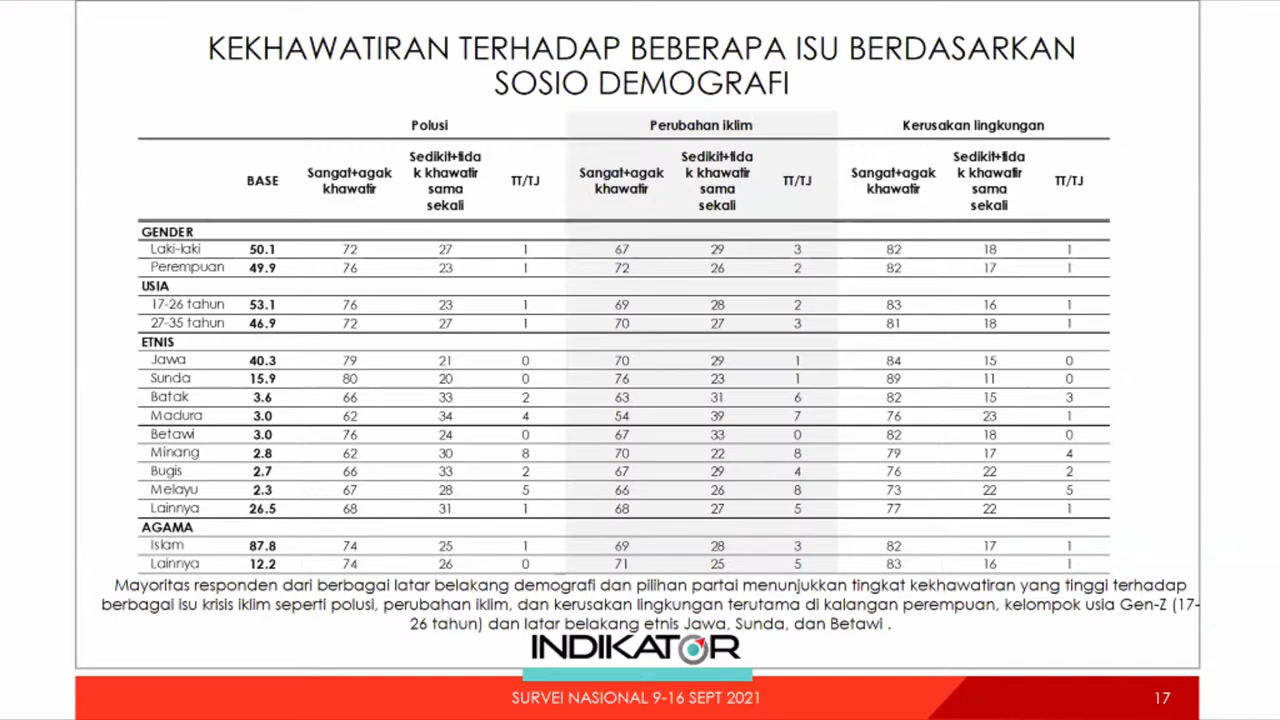 KEKHAWATIRAN TERHADAP BEBERAPA ISU BERDASARKAN
SOSIO DEMOGRAFI
Polusi Perubahan iklim Kerusakan lingkungan
BASE Sangat+agak khawatir Sedikit+tidak khawatir sama sekali TT/TJ Sangat+agak khawatir Sedikit+tidak khawatir sama sekali TT/TJ Sangat+agak khawatir Sedikit+tidak khawatir sama sekali TT/TJ
GENDER
Laki-laki 50.1 72 27 1 67 29 3 82 18 1
Perempuan 49.9 76 23 1 72 26 2 82 17 1
USIA
17-26 tahun 53.1 76 23 1 69 28 2 83 16 1
27-35 tahun 46.9 72 27 1 70 27 3 81 18 1
ETNIS
Jawa 40.3 79 21 0 70 29 1 84 15 0
Sunda 15.9 80 20 0 76 23 1 89 11 0
Batak 3.6 66 33 2 63 31 6 82 15 3
Madura 3.0 62 34 4 54 39 7 76 23 1
Betawi 3.0 76 24 0 67 33 0 82 18 0
Minang 2.8 62 30 8 70 22 8 79 17 4
Bugis 2.7 66 33 2 67 29 4 76 22 2
Melayu 2.3 67 28 5 66 26 8 73 22 5
Lainnya 26.5 68 31 1 68 27 5 77 22 1
AGAMA
Islam 87.8 74 25 1 69 28 3 82 17 1
Lainnya 12.2 74 26 0 71 25 5 83 16 1
Mayoritas responden dari berbagai latar belakang demografi dan pilihan partai menunjukkan tingkat kekhawatiran yang tinggi terhadap
berbagai isu krisis iklim seperti polusi, perubahan iklim, dan kerusakan lingkungan terutama di kalangan perempuan, kelompok usia Gen-Z (17-
26 tahun) dan latar belakang etnis Jawa, Sunda, dan Betawi .
INDIKATOR
SURVEI NASIONAL 9-16 SEPT 2021
17